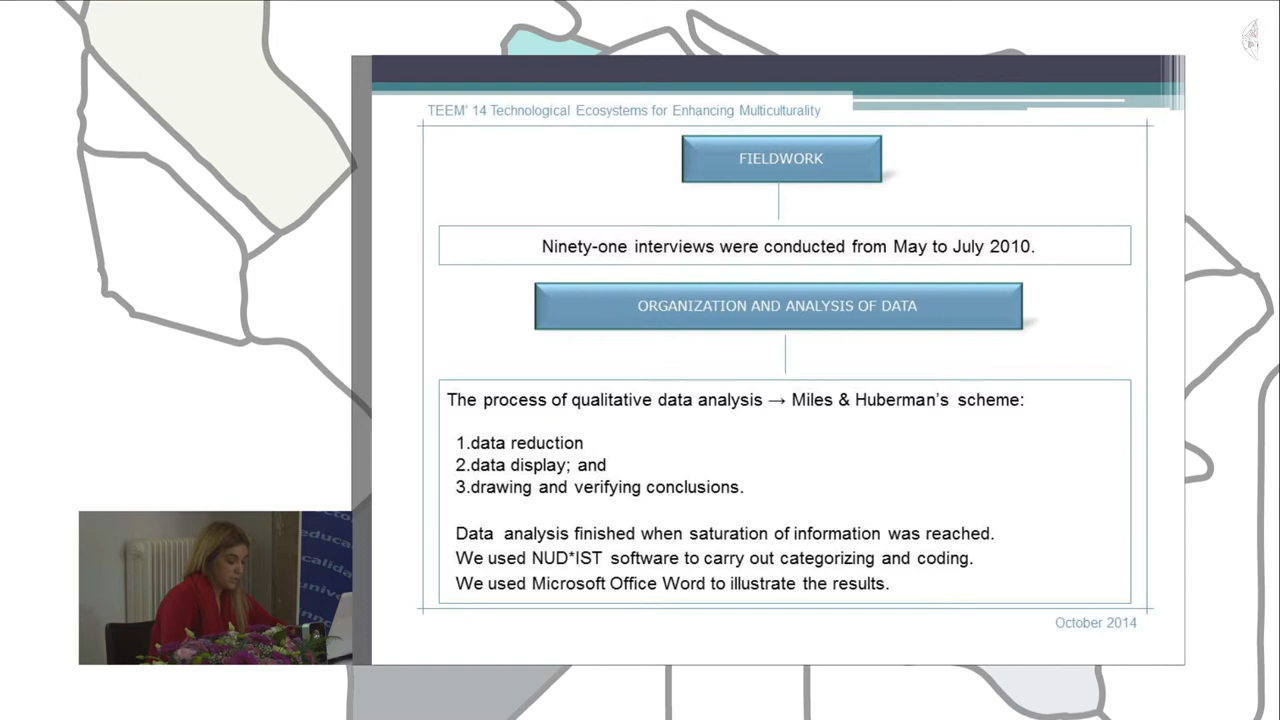 TEEM' 14 Technological Ecosystems for Enhancing Multiculturality
FIELDWORK
Ninety-one interviews were conducted from May to July 2010.
ORGANIZATION AND ANALYSIS OF DATA
The process of qualitative data analysis → Miles & Huberman's scheme:
1.data reduction
2.data display; and
3.drawing and verifying conclusions.
Data analysis finished when saturation of information was reached.
We used NUD*IST software to carry out categorizing and coding.
We used Microsoft Office Word to illustrate the results.
October 2014
educa
calida
unive